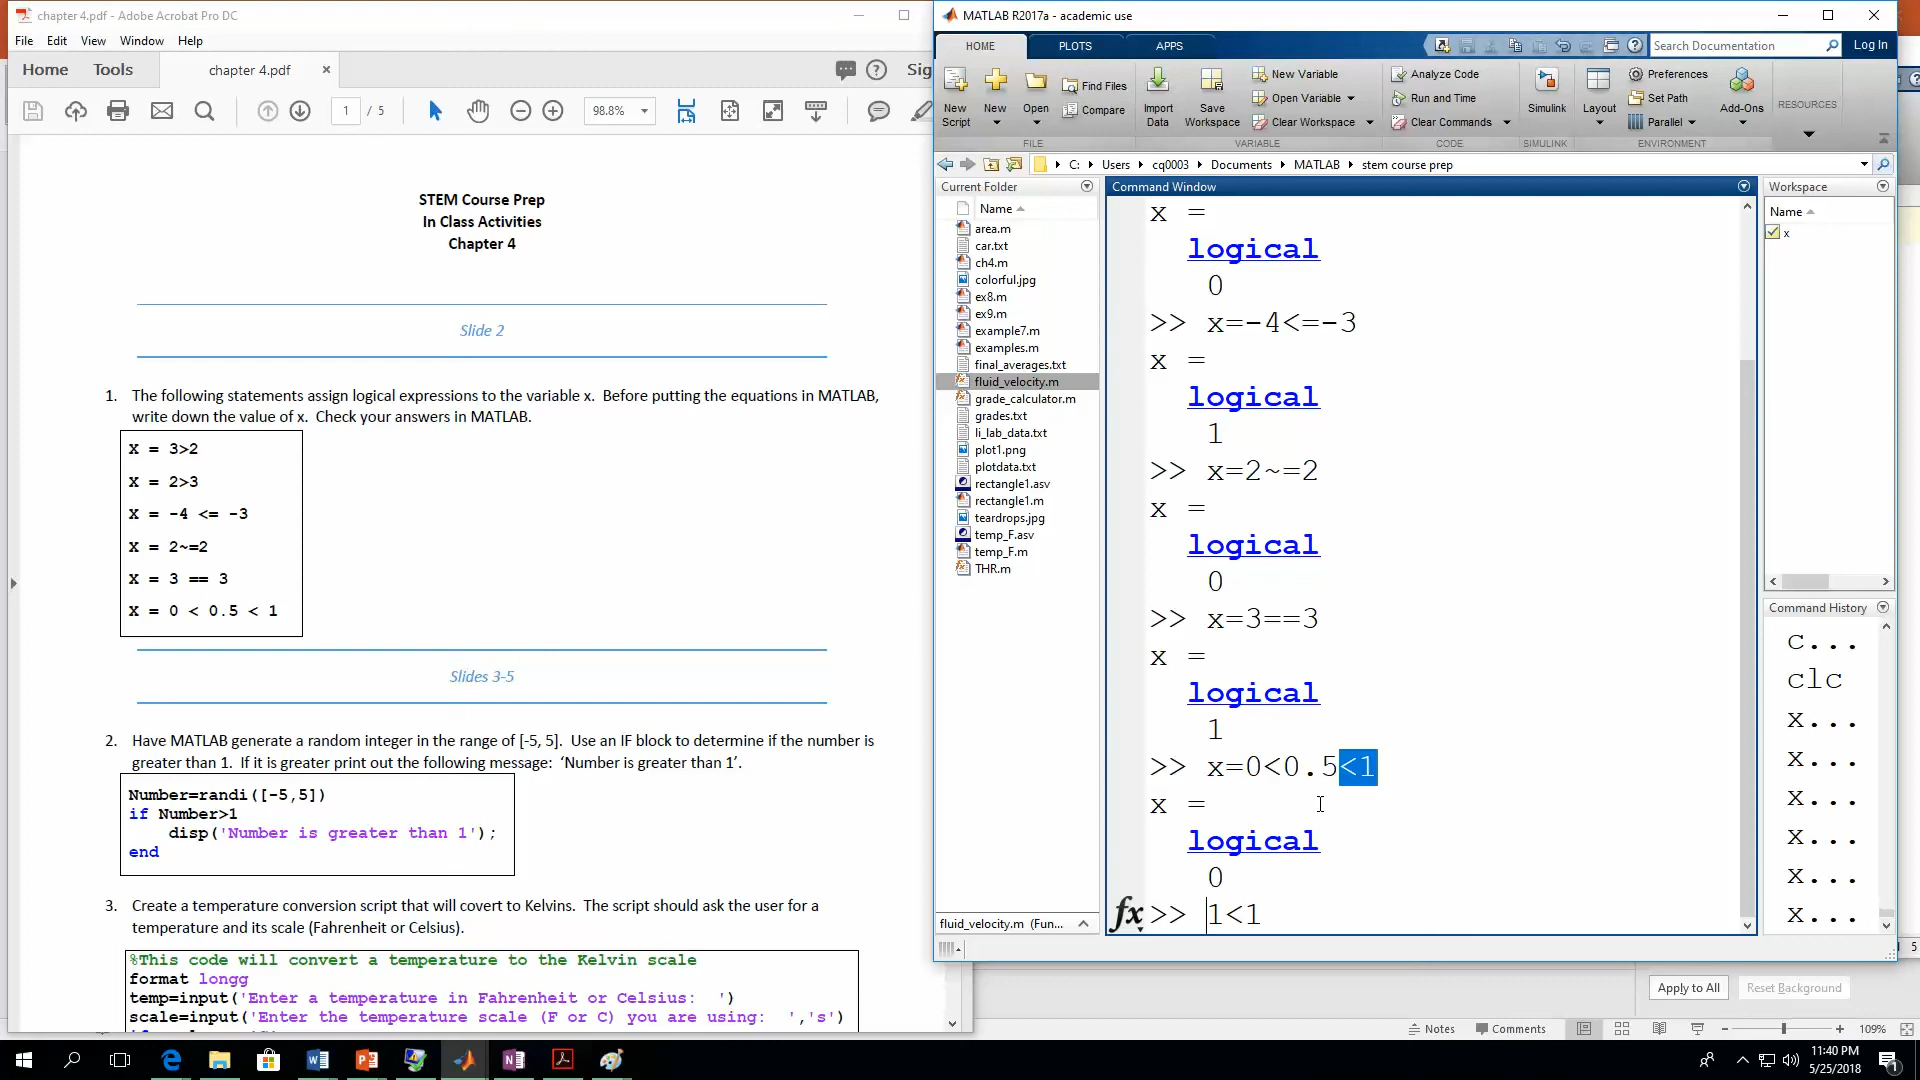 chapter 4.pdf - Adobe Acrobat Pro DC
File Edit View Window Help
Home Tools chapter 4.pdf × Sig
1 / 5 98.8%
STEM Course Prep
In Class Activities
Chapter 4
Slide 2
1. The following statements assign logical expressions to the variable x. Before putting the equations in MATLAB,
write down the value of x. Check your answers in MATLAB.
X = 3>2
X = 2>3
X = -4 <= -3
X = 2~=2
X = 3 == 3
X = 0 < 0.5 < 1
Slides 3-5
2. Have MATLAB generate a random integer in the range of [-5, 5]. Use an IF block to determine if the number is
greater than 1. If it is greater print out the following message: ‘Number is greater than 1’.
Number=randi([-5,5])
if Number>1
disp('Number is greater than 1');
end
3. Create a temperature conversion script that will covert to Kelvins. The script should ask the user for a
temperature and its scale (Fahrenheit or Celsius).
%This code will convert a temperature to the Kelvin scale
format longg
temp=input('Enter a temperature in Fahrenheit or Celsius: ')
scale=input('Enter the temperature scale (F or C) you are using: ','s')
MATLAB R2017a - academic use
HOME PLOTS APPS Search Documentation Log In
New Script
New
Open
Find Files
Compare
Import Data
Save Workspace
New Variable
Open Variable
Clear Workspace
Analyze Code
Run and Time
Clear Commands
Simulink
Layout
Preferences
Set Path
Parallel
Add-Ons
RESOURCES
FILE VARIABLE CODE SIMULINK ENVIRONMENT
C: Users cq0003 Documents MATLAB stem course prep
Current Folder
Name
area.m
car.txt
ch4.m
colorful.jpg
ex8.m
ex9.m
example7.m
examples.m
final_averages.txt
fluid_velocity.m
grade_calculator.m
grades.txt
li_lab_data.txt
plot1.png
plotdata.txt
rectangle1.asv
rectangle1.m
teardrops.jpg
temp_F.asv
temp_F.m
THR.m
fluid_velocity.m (Fun...
Command Window
x =
logical
0
>> x=-4<=-3
x =
logical
1
>> x=2~=2
x =
logical
0
>> x=3==3
x =
logical
1
>> x=0<0.5<1
x =
logical
0
fx >> 1<1
Workspace
Name
x
Command History
c...
clc
x...
x...
x...
x...
x...
x...
5
Apply to All Reset Background
Notes Comments 109%
11:40 PM
5/25/2018
1